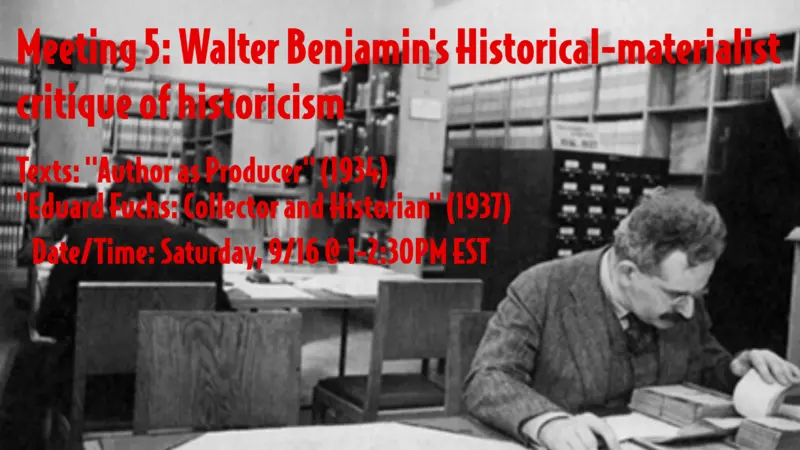 Meeting 5: Walter Benjamin's Historical-materialist
critique of historicism
Texts: "Author as Producer" (1934)
"Eduard Fuchs: Collector and Historian" (1937)
Date/Time: Saturday, 9/16 @ 1-2:30PM EST